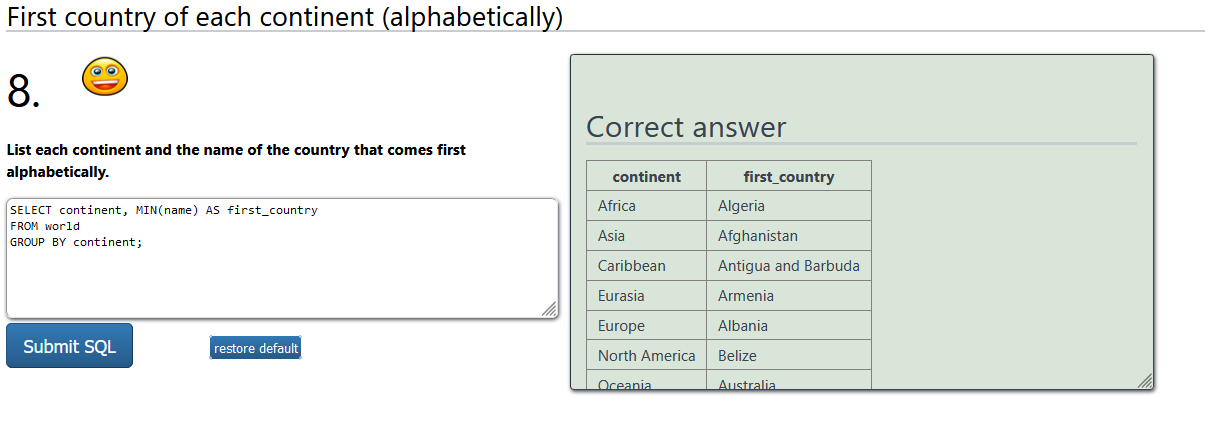 First country of each continent (alphabetically)
8.
List each continent and the name of the country that comes first
alphabetically.
SELECT continent, MIN(name) AS first_country
FROM world
GROUP BY continent;
Submit SQL
restore default
Correct answer
continent first_country
Africa Algeria
Asia Afghanistan
Caribbean Antigua and Barbuda
Eurasia Armenia
Europe Albania
North America Belize
Oceania Australia